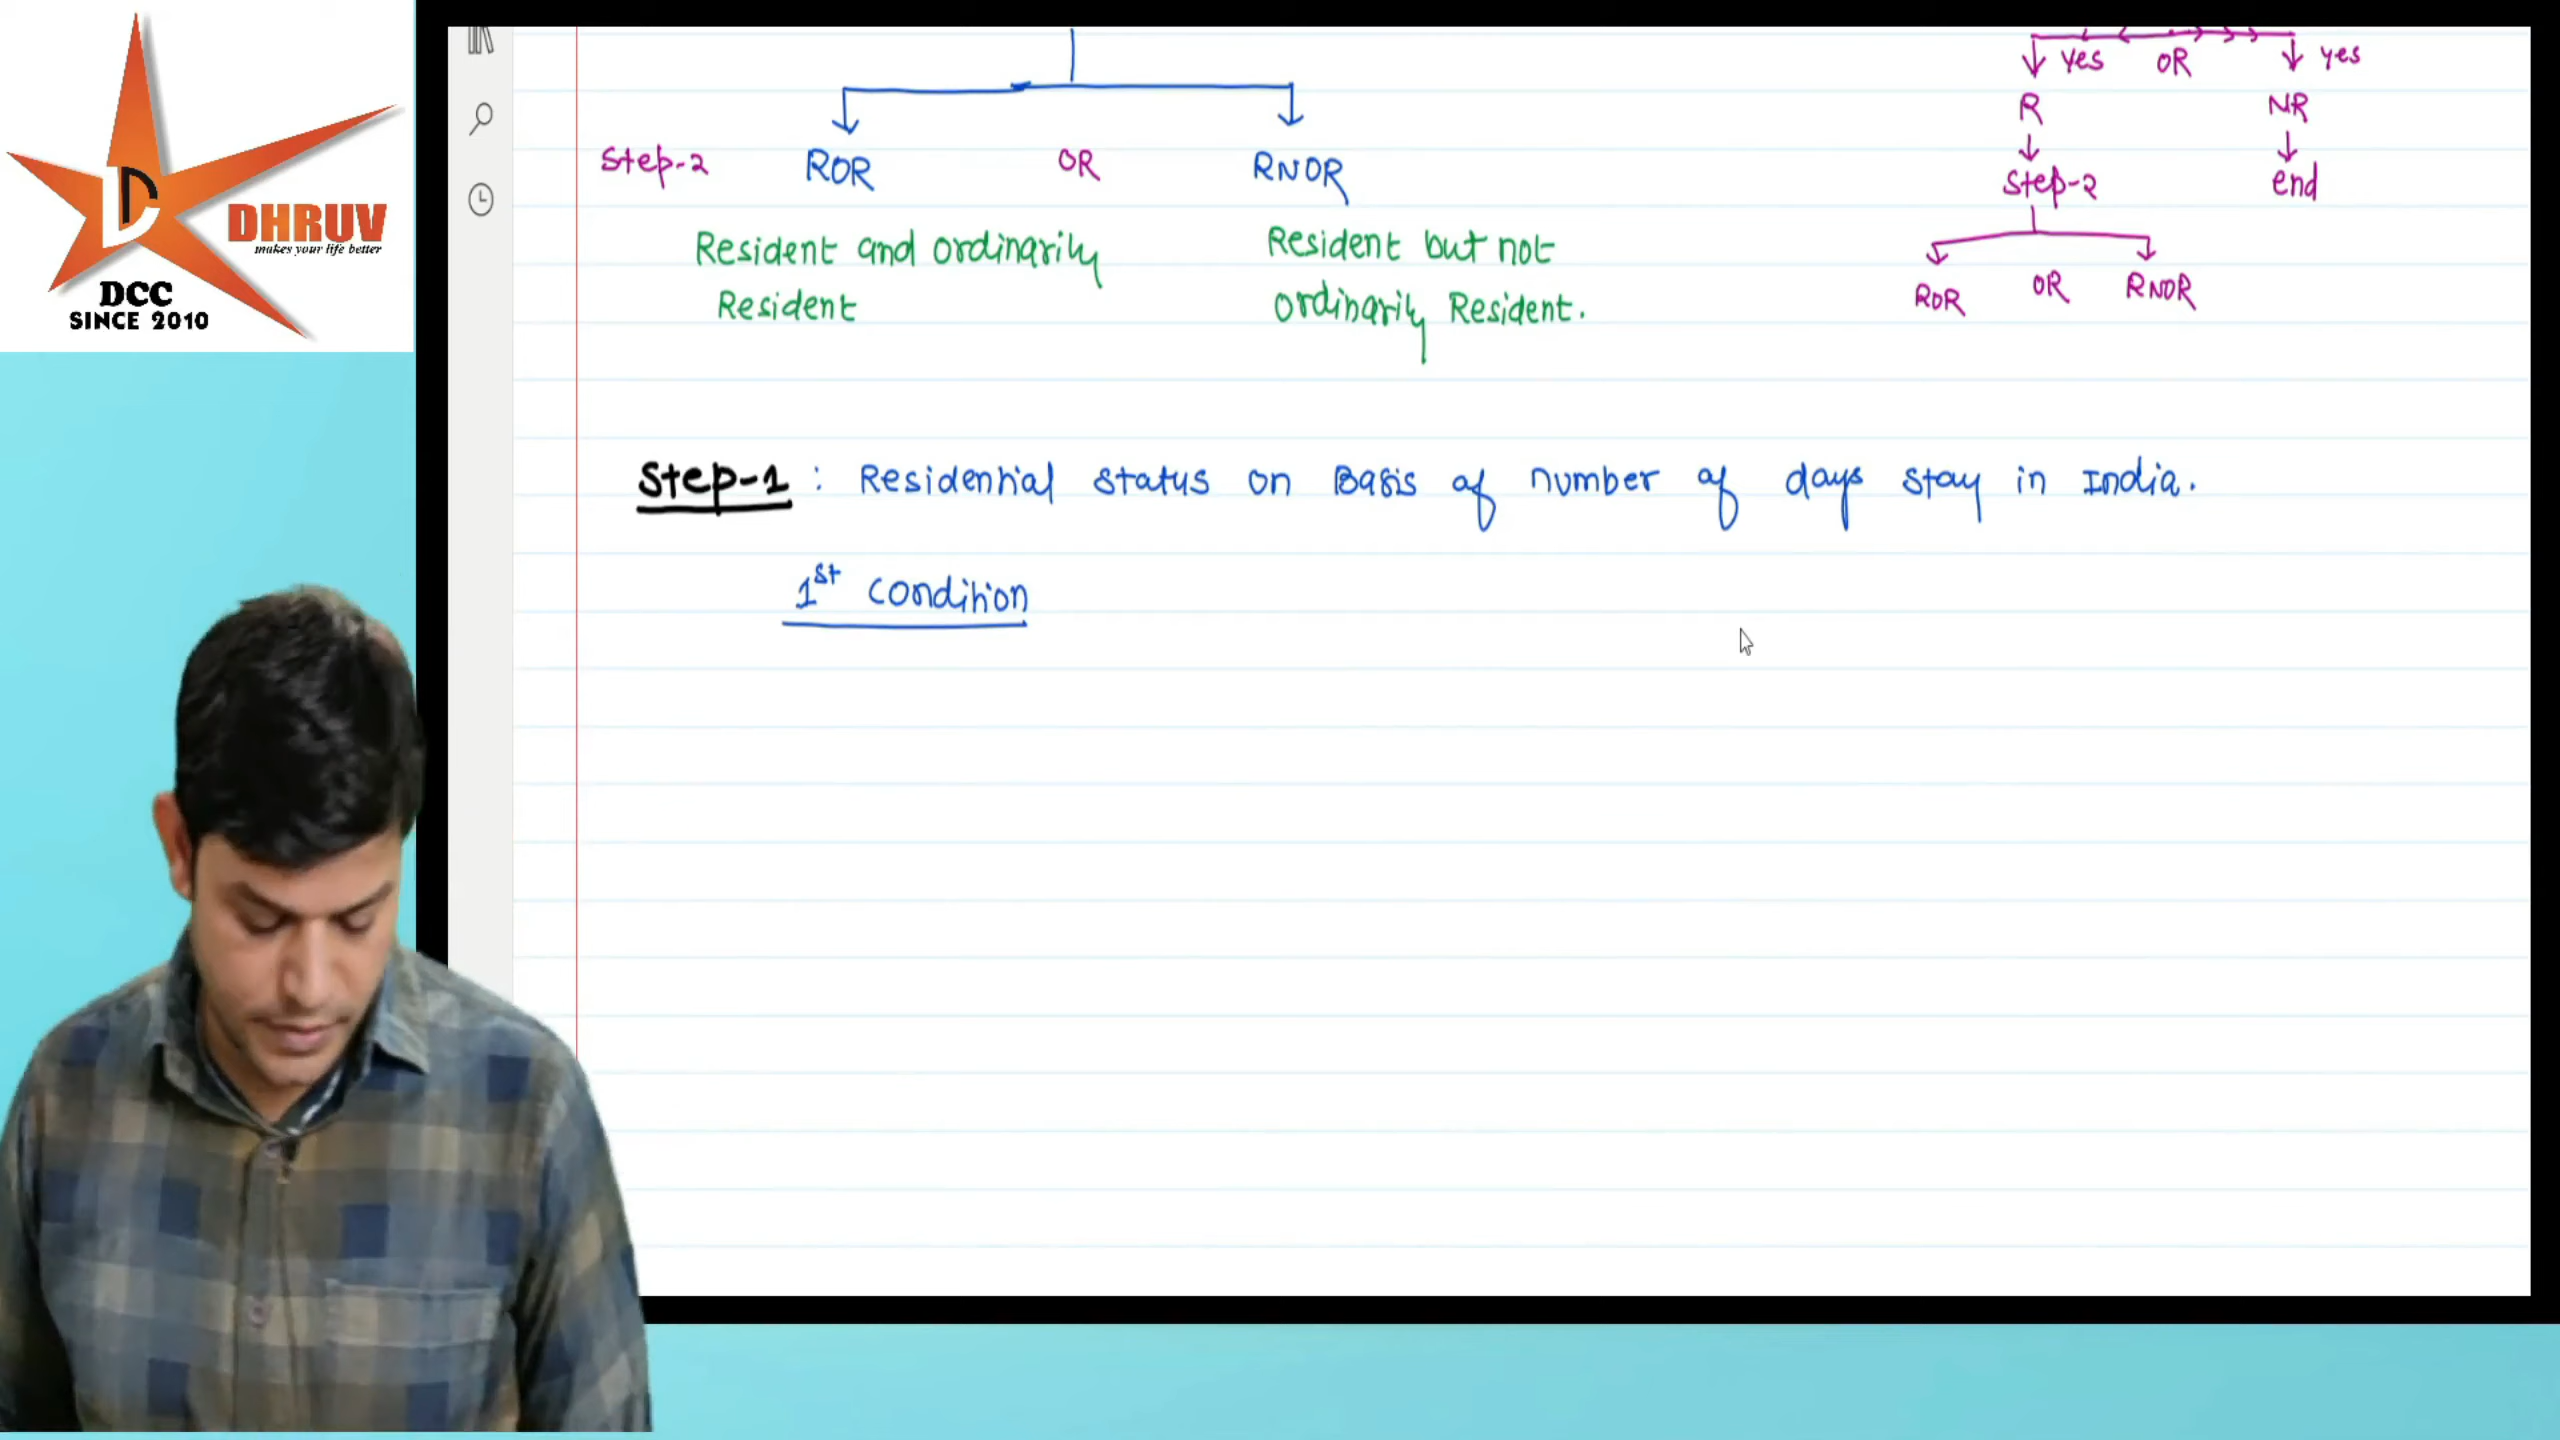 DHRUV
makes your life better
DCC
SINCE 2010
Yes OR yes
R NR
Step-2 end
ROR OR RNOR
Step-2 ROR OR RNOR
Resident and ordinarily Resident but not
Resident ordinarily Resident.
Step-1 : Residential status on Basis of number of days stay in India.
1st condition